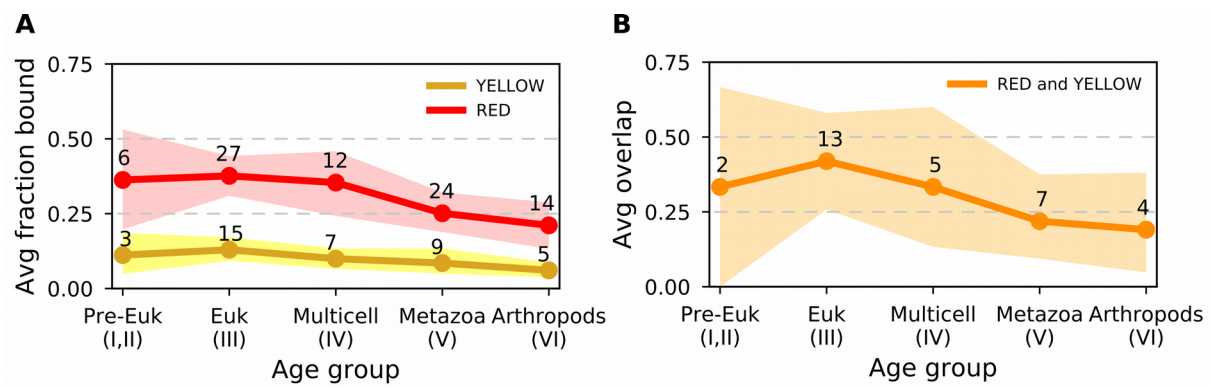 A
Avg fraction bound
0.75
0.50
0.25
0.00
YELLOW
RED
6
27
12
24
14
3
15
7
9
5
Pre-Euk Euk Multicell Metazoa Arthropods
(I,II) (III) (IV) (V) (VI)
Age group
B
Avg overlap
0.75
0.50
0.25
0.00
RED and YELLOW
2
13
5
7
4
Pre-Euk Euk Multicell Metazoa Arthropods
(I,II) (III) (IV) (V) (VI)
Age group